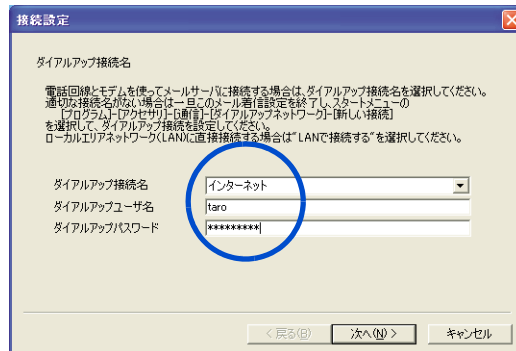 接続設定
ダイアルアップ接続名
電話回線とモデムを使ってメールサーバに接続する場合は、ダイアルアップ接続名を選択してください。
適切な接続名がない場合は一旦このメール着信設定を終了し、スタートメニューの
[プログラム]-[アクセサリ]-[通信]-[ダイアルアップネットワーク]-[新しい接続]
を選択して、ダイアルアップ接続を設定してください。
ローカルエリアネットワーク(LAN)に直接接続する場合は"LANで接続する"を選択してください。
ダイアルアップ接続名 インターネット
ダイアルアップユーザ名 taro
ダイアルアップパスワード *********
< 戻る(B) 次へ(N) > キャンセル